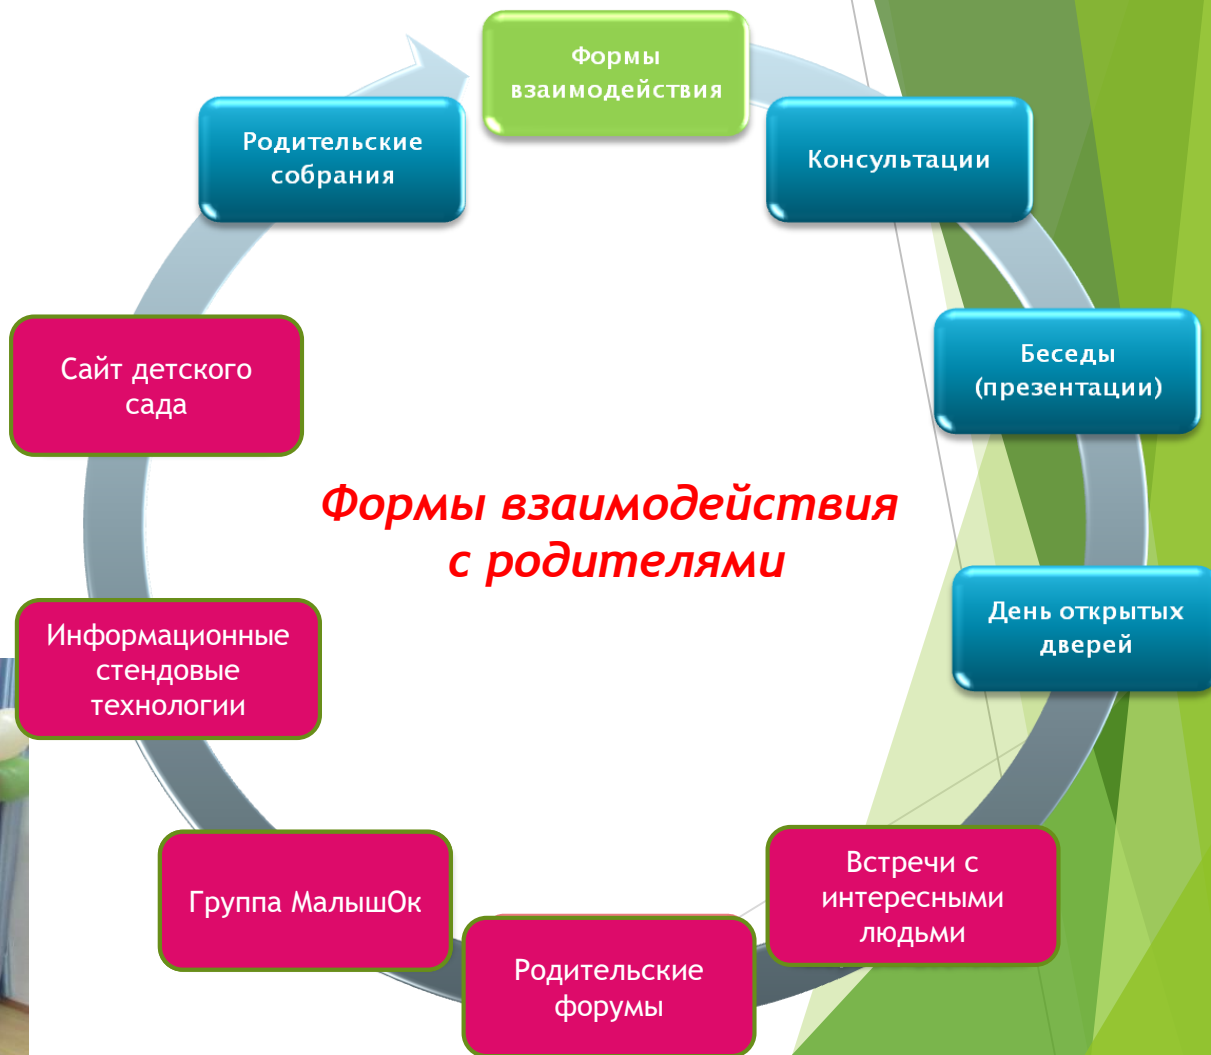 Формы
взаимодействия
Консультации
Беседы
(презентации)
День открытых
дверей
Встречи с
интересными
людьми
Родительские
форумы
Группа МалышОк
Информационные
стендовые
технологии
Сайт детского
сада
Родительские
собрания
Формы взаимодействия
с родителями